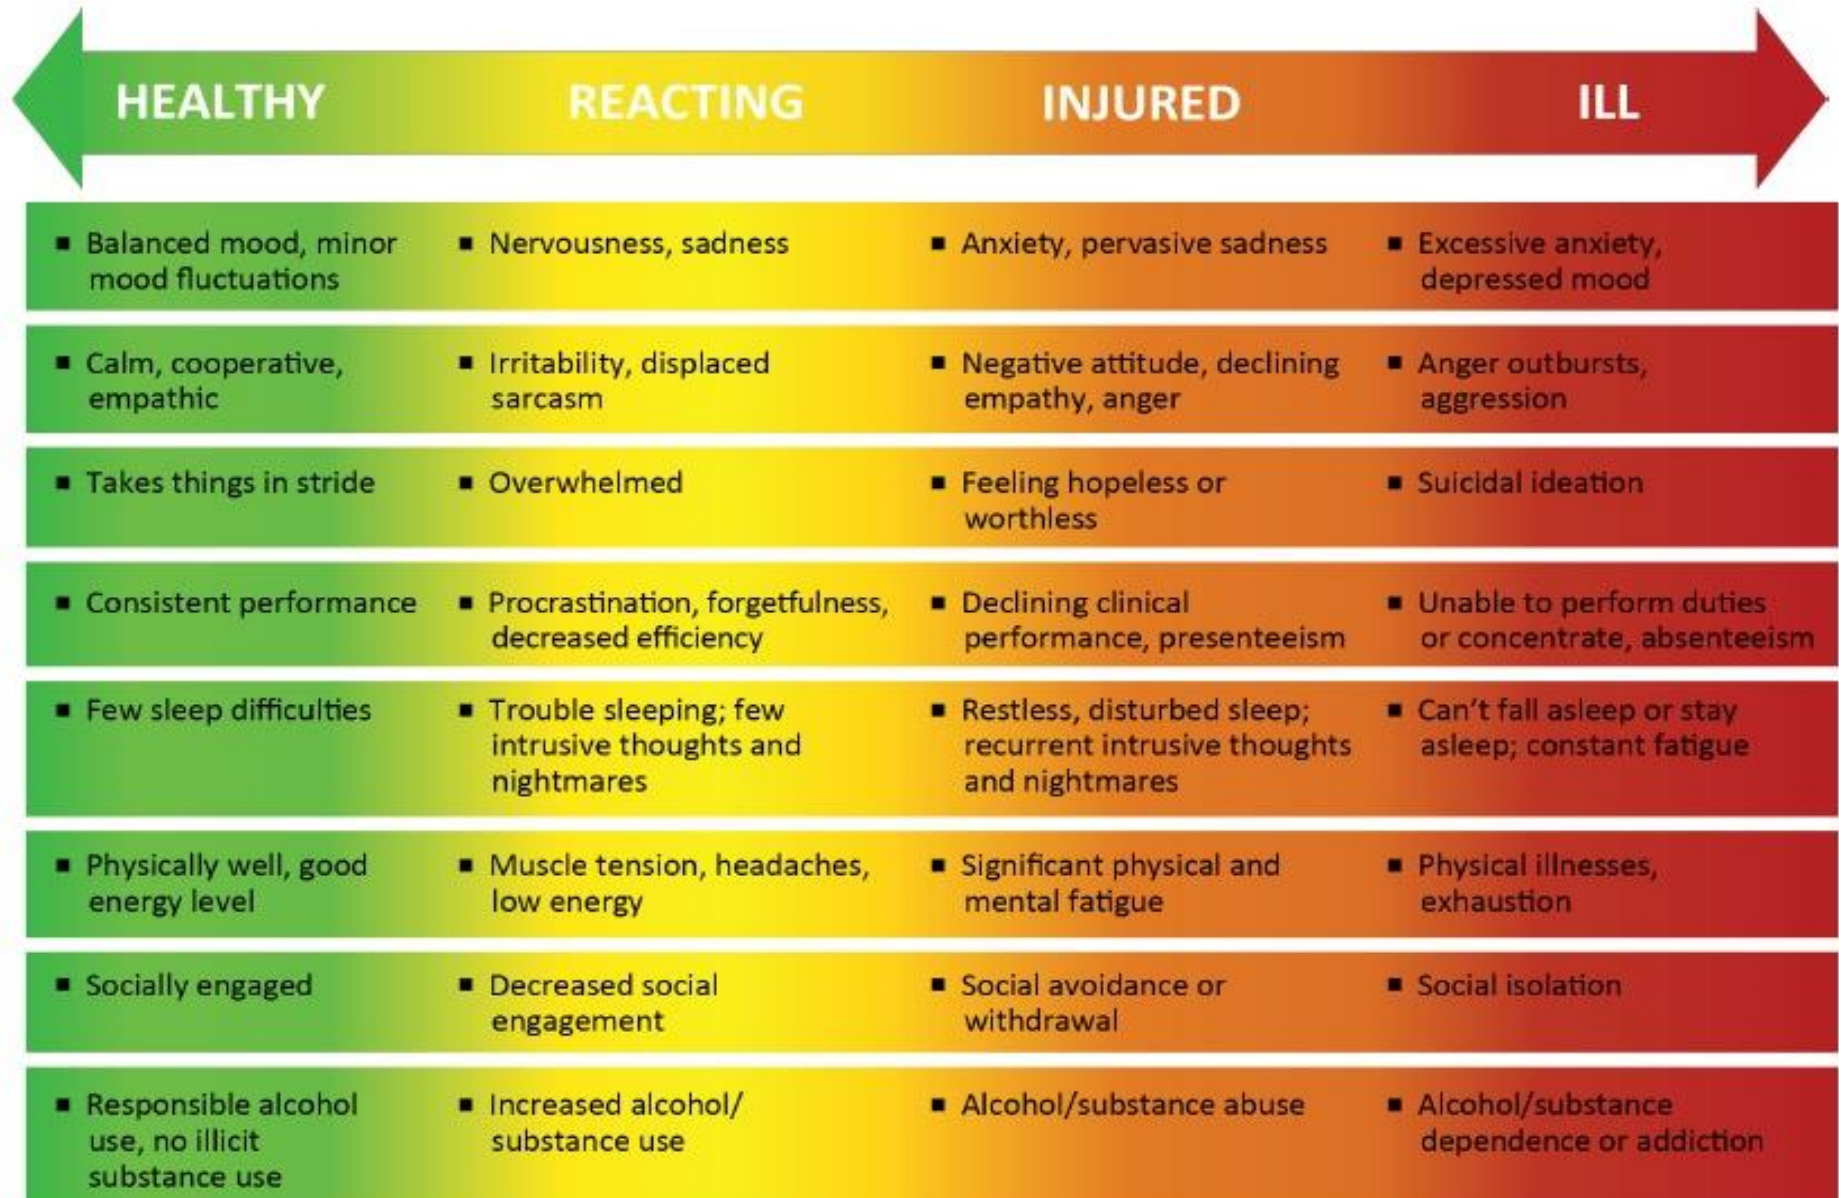 HEALTHY REACTING INJURED ILL
▪ Balanced mood, minor
mood fluctuations
▪ Nervousness, sadness
▪ Anxiety, pervasive sadness
▪ Excessive anxiety,
depressed mood
▪ Calm, cooperative,
empathic
▪ Irritability, displaced
sarcasm
▪ Negative attitude, declining
empathy, anger
▪ Anger outbursts,
aggression
▪ Takes things in stride
▪ Overwhelmed
▪ Feeling hopeless or
worthless
▪ Suicidal ideation
▪ Consistent performance
▪ Procrastination, forgetfulness,
decreased efficiency
▪ Declining clinical
performance, presenteeism
▪ Unable to perform duties
or concentrate, absenteeism
▪ Few sleep difficulties
▪ Trouble sleeping; few
intrusive thoughts and
nightmares
▪ Restless, disturbed sleep;
recurrent intrusive thoughts
and nightmares
▪ Can't fall asleep or stay
asleep; constant fatigue
▪ Physically well, good
energy level
▪ Muscle tension, headaches,
low energy
▪ Significant physical and
mental fatigue
▪ Physical illnesses,
exhaustion
▪ Socially engaged
▪ Decreased social
engagement
▪ Social avoidance or
withdrawal
▪ Social isolation
▪ Responsible alcohol
use, no illicit
substance use
▪ Increased alcohol/
substance use
▪ Alcohol/substance abuse
▪ Alcohol/substance
dependence or addiction